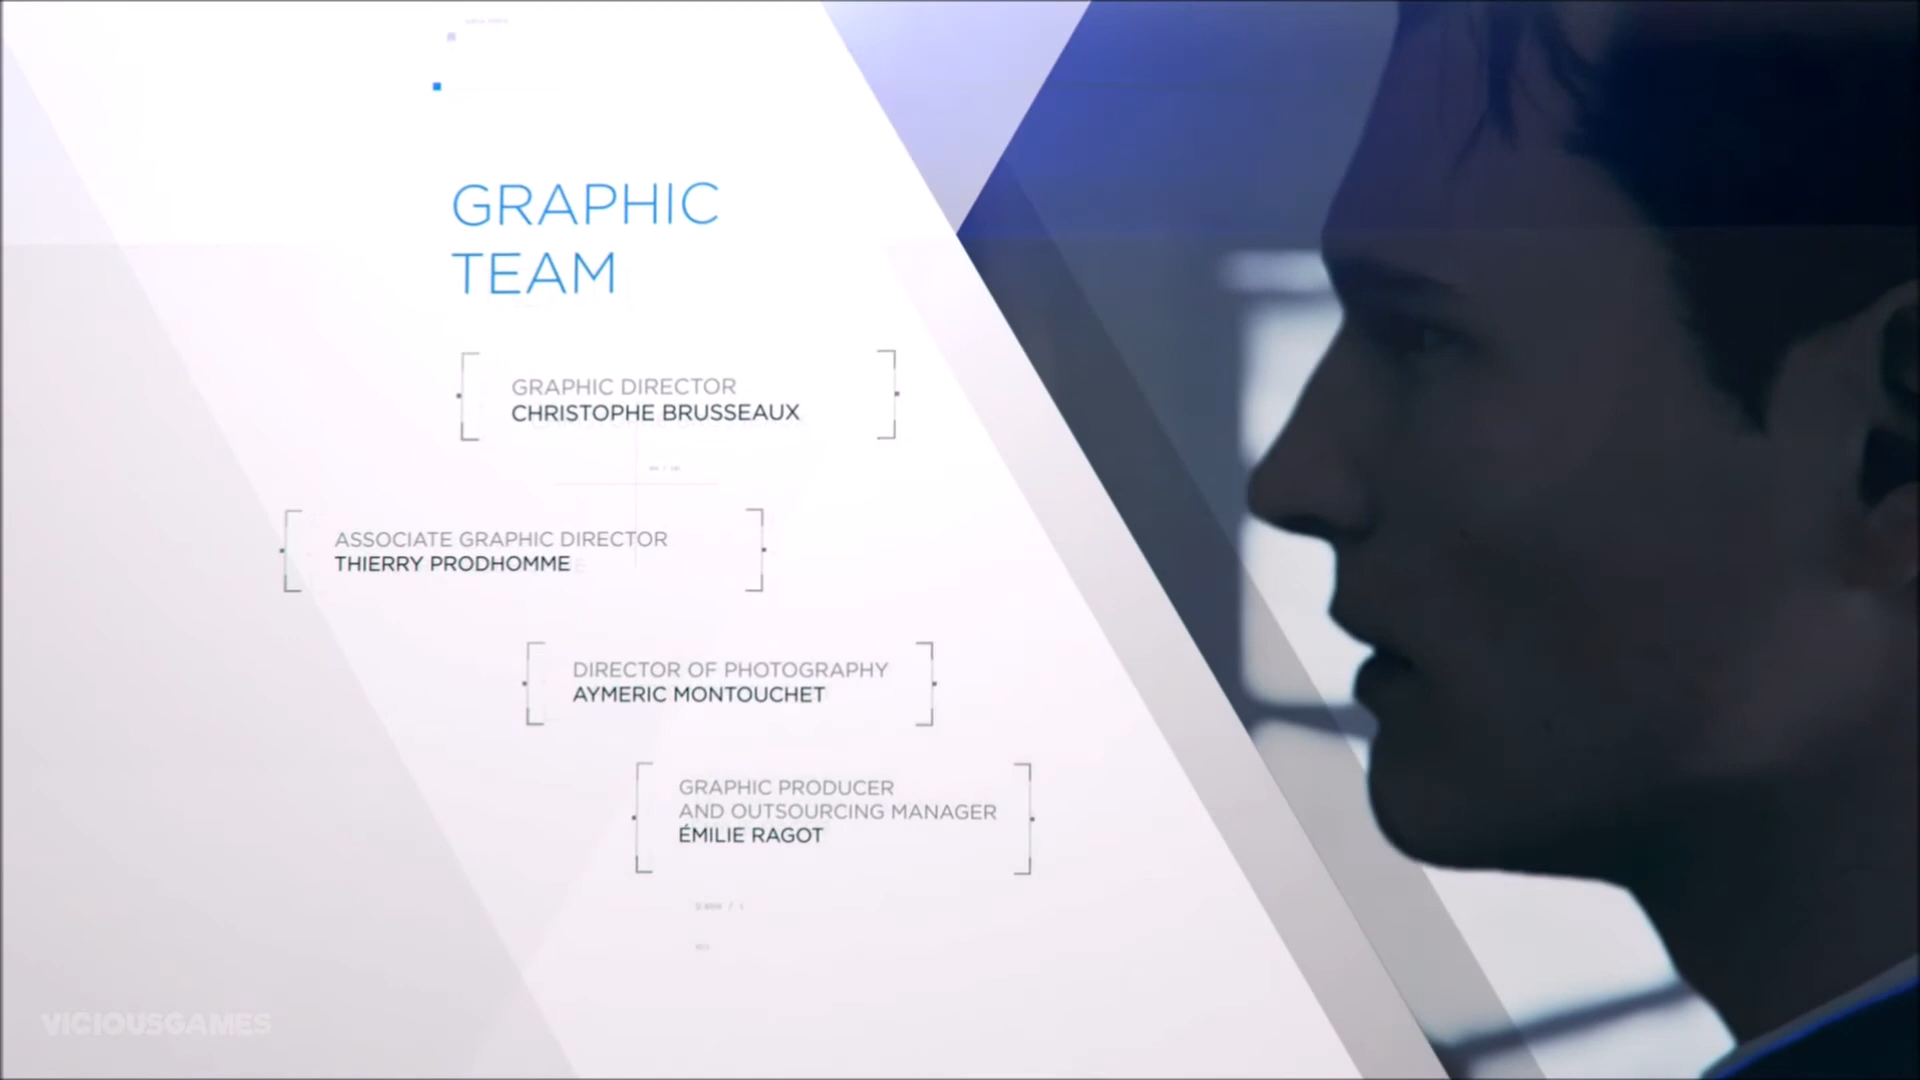 GRAPHIC
TEAM
GRAPHIC DIRECTOR
CHRISTOPHE BRUSSEAUX
ASSOCIATE GRAPHIC DIRECTOR
THIERRY PRODHOMME
DIRECTOR OF PHOTOGRAPHY
AYMERIC MONTOUCHET
GRAPHIC PRODUCER
AND OUTSOURCING MANAGER
ÉMILIE RAGOT
VICIOUSGAMES